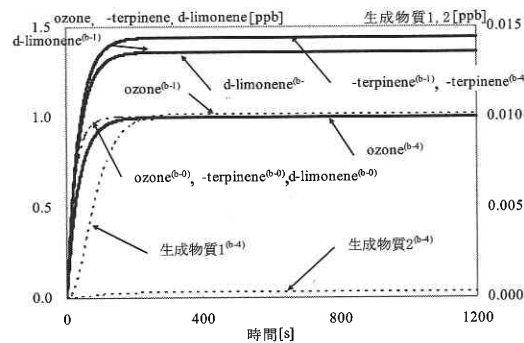 ozone, -terpinene, d-limonene [ppb]
生成物質1, 2 [ppb]
1.5
0.015
d-limonene(b-1)
ozone(b-1)
d-limonene(b-
-terpinene(b-1), -terpinene(b-4
1.0
0.010
ozone(b-4)
ozone(b-0), -terpinene(b-0),d-limonene(b-0)
0.5
0.005
生成物質1(b-4)
生成物質2(b-4)
0.0
0.000
0
400
800
1200
時間[s]